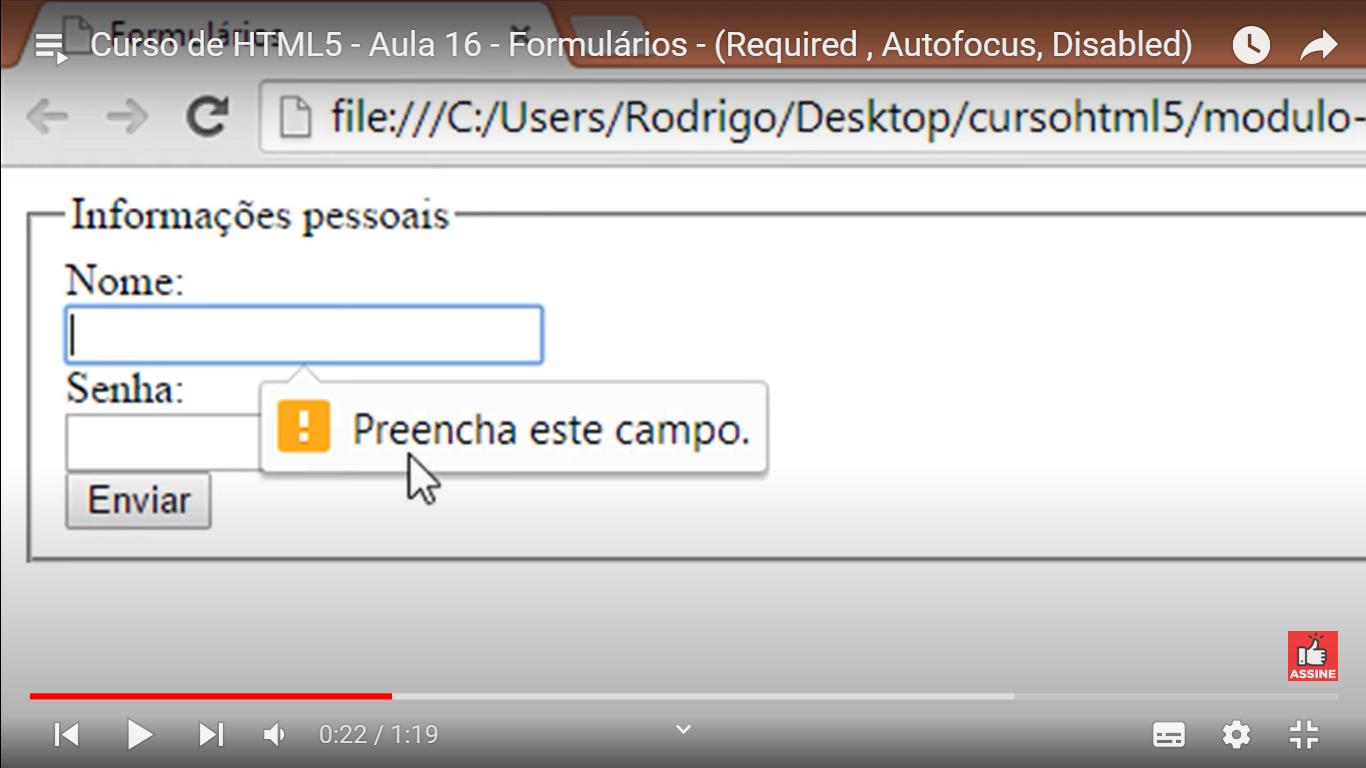 Formulários
Curso de HTML5 - Aula 16 - Formulários - (Required , Autofocus, Disabled)
file:///C:/Users/Rodrigo/Desktop/cursohtml5/modulo-
Informações pessoais
Nome:
Senha:
Preencha este campo.
Enviar
ASSINE
0:22 / 1:19